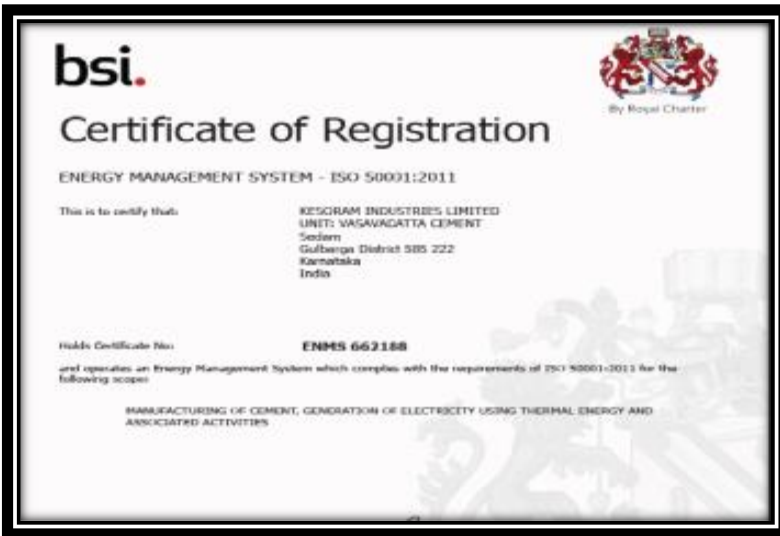 bsi.
By Royal Charter
Certificate of Registration
ENERGY MANAGEMENT SYSTEM - ISO 50001:2011
This is to certify that:
KESORAM INDUSTRIES LIMITED
UNIT: VASAVADATTA CEMENT
Sedam
Gulbarga District 585 222
Karnataka
India
Holds Certificate No:
ENMS 662188
and operates an Energy Management System which complies with the requirements of ISO 50001:2011 for the
following scope:
MANUFACTURING OF CEMENT, GENERATION OF ELECTRICITY USING THERMAL ENERGY AND
ASSOCIATED ACTIVITIES